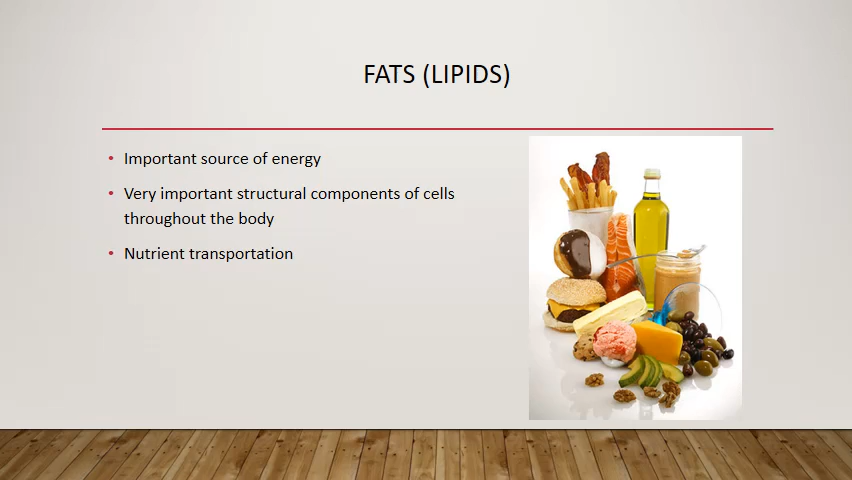 FATS (LIPIDS)
• Important source of energy
• Very important structural components of cells
throughout the body
• Nutrient transportation